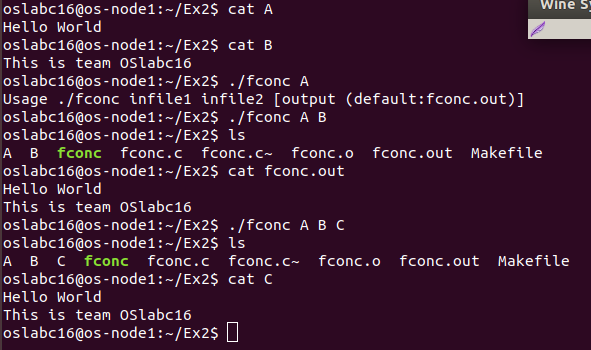 Wine Sy
oslabc16@os-node1:~/Ex2$ cat A
Hello World
oslabc16@os-node1:~/Ex2$ cat B
This is team OSlabc16
oslabc16@os-node1:~/Ex2$ ./fconc A
Usage ./fconc infile1 infile2 [output (default:fconc.out)]
oslabc16@os-node1:~/Ex2$ ./fconc A B
oslabc16@os-node1:~/Ex2$ ls
A  B  fconc  fconc.c  fconc.c~  fconc.o  fconc.out  Makefile
oslabc16@os-node1:~/Ex2$ cat fconc.out
Hello World
This is team OSlabc16
oslabc16@os-node1:~/Ex2$ ./fconc A B C
oslabc16@os-node1:~/Ex2$ ls
A  B  C  fconc  fconc.c  fconc.c~  fconc.o  fconc.out  Makefile
oslabc16@os-node1:~/Ex2$ cat C
Hello World
This is team OSlabc16
oslabc16@os-node1:~/Ex2$